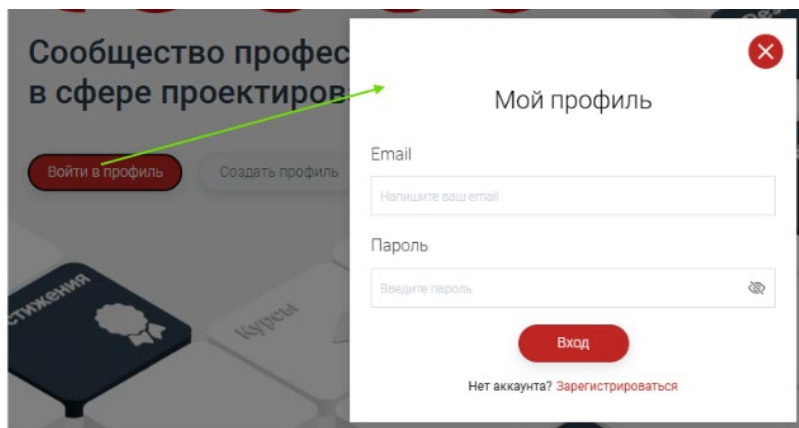 Сообщество профес
в сфере проектиров
Войти в профиль
Создать профиль
стижения
Курсы
Мой профиль
Email
Напишите ваш email
Пароль
Введите пароль
Вход
Нет аккаунта? Зарегистрироваться